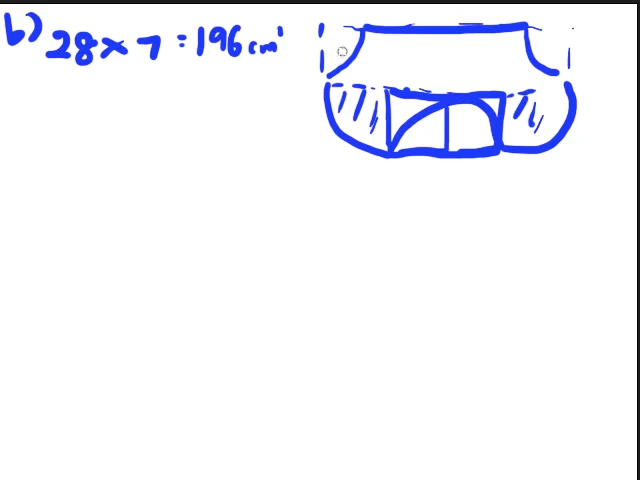 b) 28 × 7 = 196 cm²